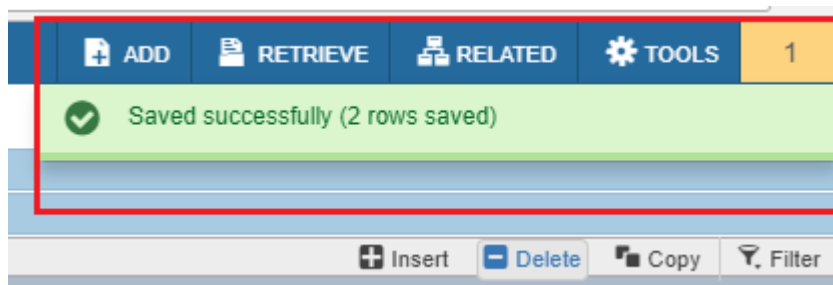 ADD RETRIEVE RELATED TOOLS 1
Saved successfully (2 rows saved)
Insert Delete Copy Filter